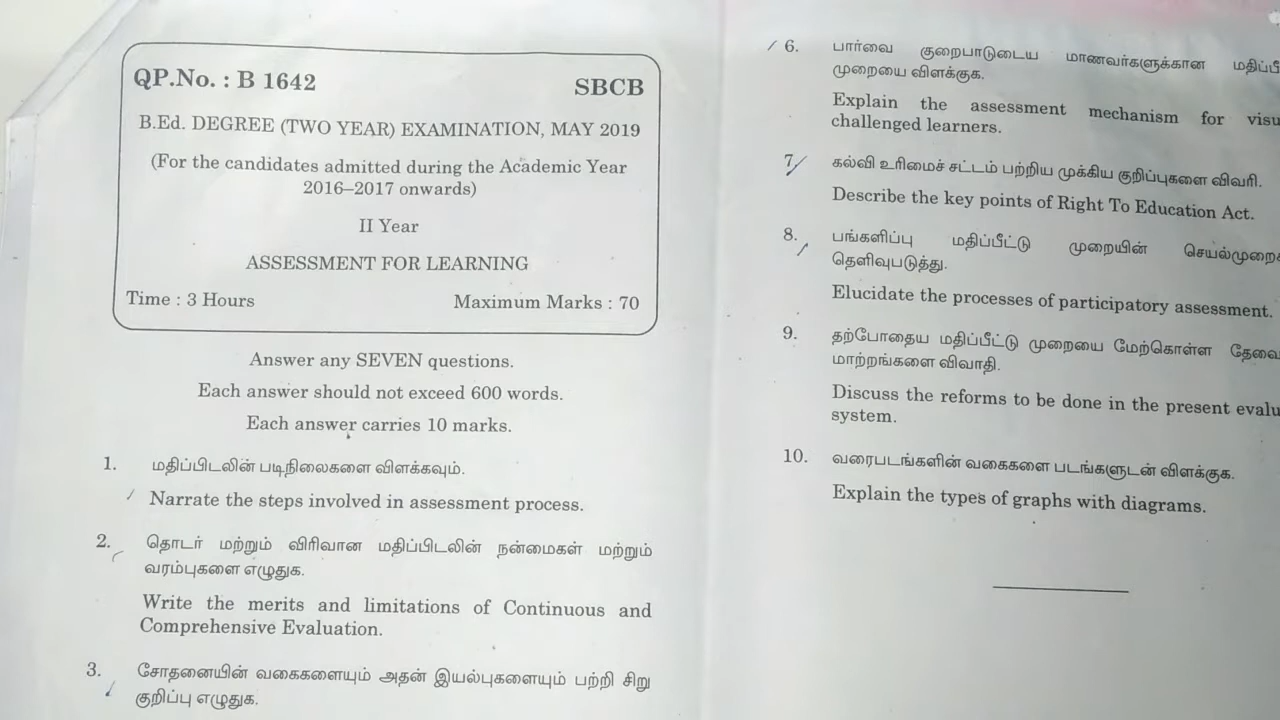 QP.No. : B 1642
SBCB
B.Ed. DEGREE (TWO YEAR) EXAMINATION, MAY 2019
(For the candidates admitted during the Academic Year
2016–2017 onwards)
II Year
ASSESSMENT FOR LEARNING
Time : 3 Hours
Maximum Marks : 70
Answer any SEVEN questions.
Each answer should not exceed 600 words.
Each answer carries 10 marks.
1. மதிப்பிடலின் படிநிலைகளை விளக்கவும்.
Narrate the steps involved in assessment process.
2. தொடர் மற்றும் விரிவான மதிப்பிடலின் நன்மைகள் மற்றும்
வரம்புகளை எழுதுக.
Write the merits and limitations of Continuous and
Comprehensive Evaluation.
3. சோதனையின் வகைகளையும் அதன் இயல்புகளையும் பற்றி சிறு
குறிப்பு எழுதுக.
6. பார்வை குறைபாடுடைய மாணவர்களுக்கான
முறையை விளக்குக.
Explain the assessment mechanism for
challenged learners.
7. கல்வி உரிமைச் சட்டம் பற்றிய முக்கிய குறிப்புகளை விவரி.
Describe the key points of Right To Education Act.
8. பங்களிப்பு மதிப்பீட்டு முறையின்
தெளிவுபடுத்து.
Elucidate the processes of participatory assessment.
9. தற்போதைய மதிப்பீட்டு முறையை மேற்கொள்ள
மாற்றங்களை விவாதி.
Discuss the reforms to be done in the present
system.
10. வரைபடங்களின் வகைகளை படங்களுடன் விளக்குக.
Explain the types of graphs with diagrams.